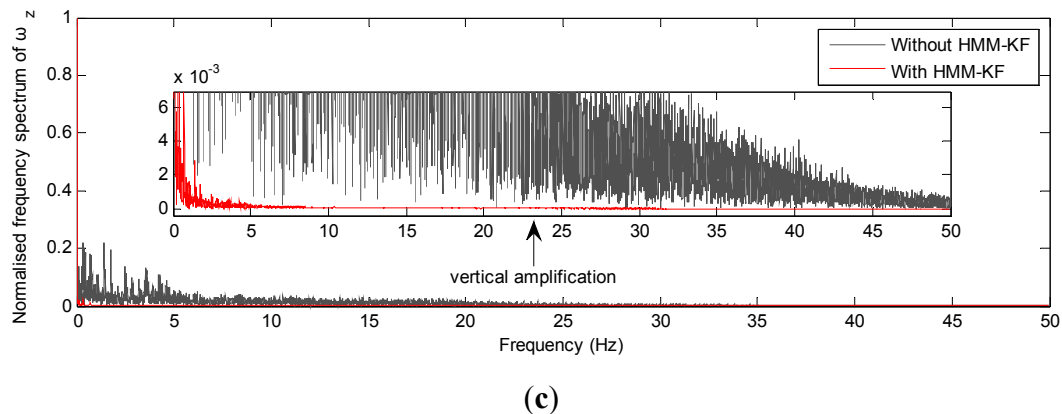 Normalised frequency spectrum of ω z
1
0.8
0.6
0.4
0.2
0
Without HMM-KF
With HMM-KF
x 10-3
6
4
2
0
0 5 10 15 20 25 30 35 40 45 50
vertical amplification
0 5 10 15 20 25 30 35 40 45 50
Frequency (Hz)
(c)